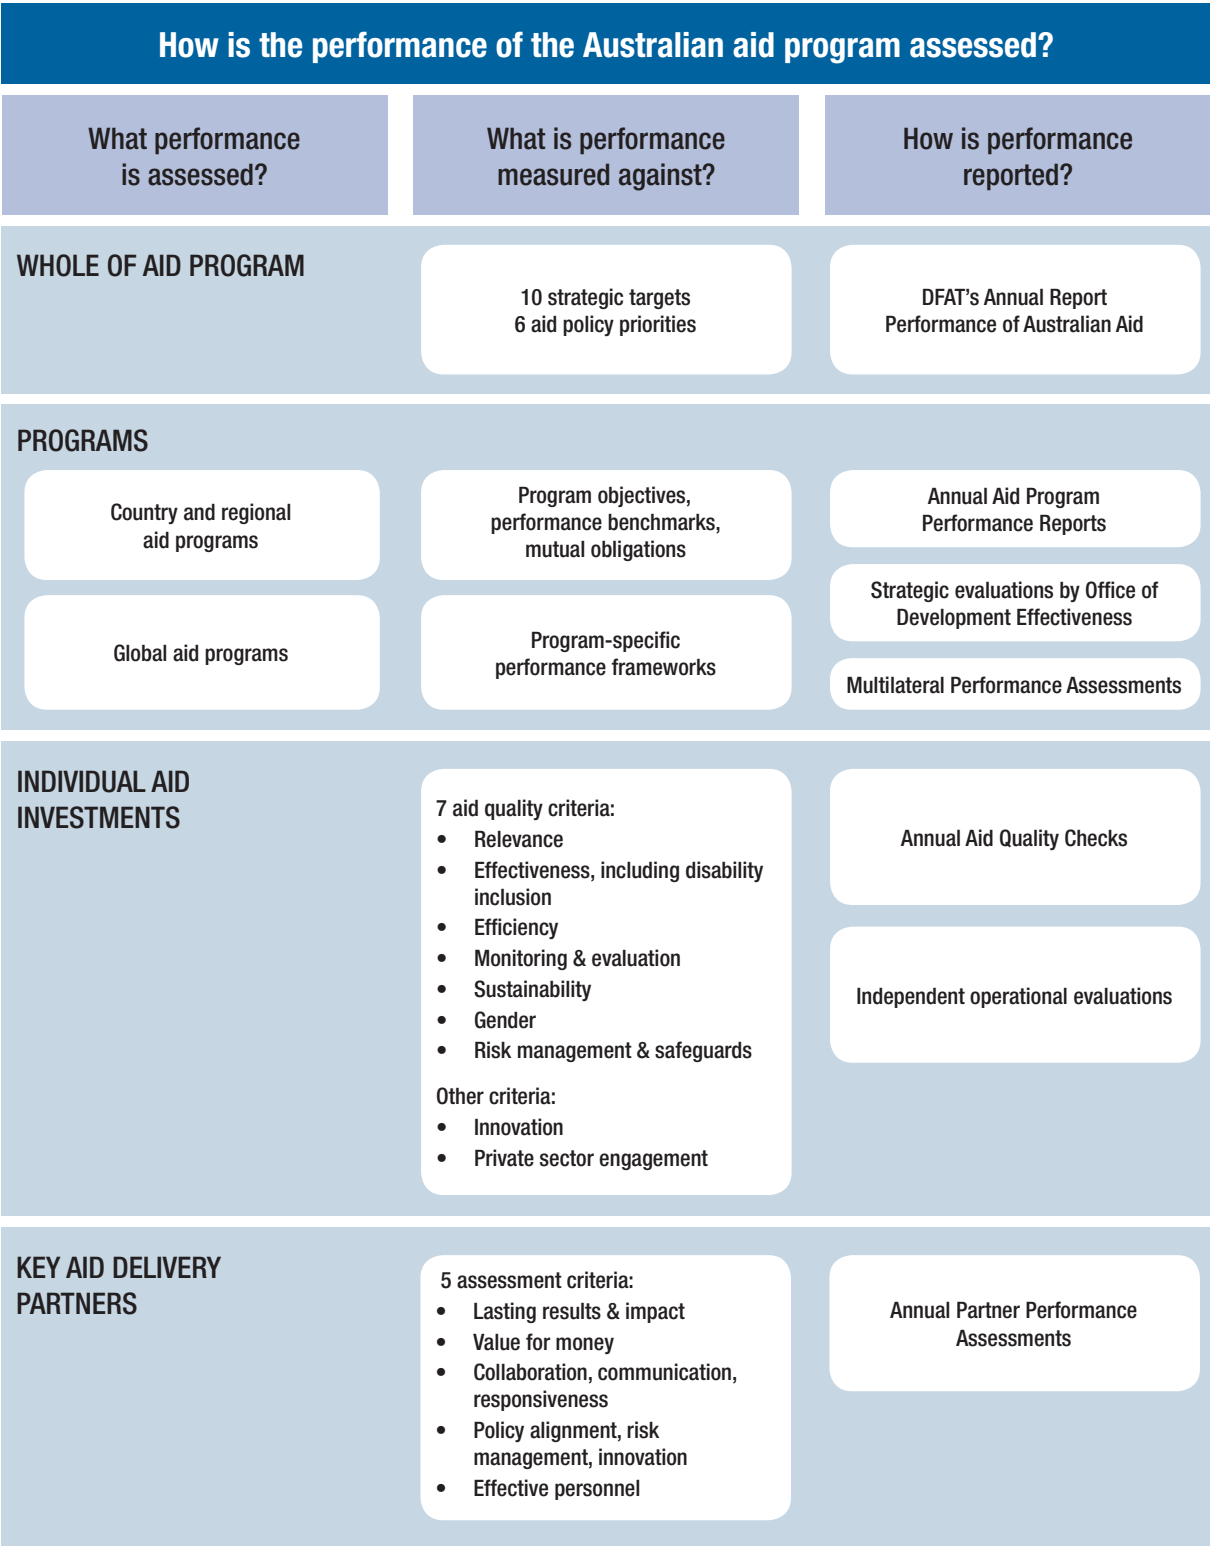 How is the performance of the Australian aid program assessed?
What performance
is assessed?
What is performance
measured against?
How is performance
reported?
WHOLE OF AID PROGRAM
10 strategic targets
6 aid policy priorities
DFAT's Annual Report
Performance of Australian Aid
PROGRAMS
Country and regional
aid programs
Program objectives,
performance benchmarks,
mutual obligations
Annual Aid Program
Performance Reports
Strategic evaluations by Office of
Development Effectiveness
Global aid programs
Program-specific
performance frameworks
Multilateral Performance Assessments
INDIVIDUAL AID
INVESTMENTS
7 aid quality criteria:
• Relevance
• Effectiveness, including disability
inclusion
• Efficiency
• Monitoring & evaluation
• Sustainability
• Gender
• Risk management & safeguards
Other criteria:
• Innovation
• Private sector engagement
Annual Aid Quality Checks
Independent operational evaluations
KEY AID DELIVERY
PARTNERS
5 assessment criteria:
• Lasting results & impact
• Value for money
• Collaboration, communication,
responsiveness
• Policy alignment, risk
management, innovation
• Effective personnel
Annual Partner Performance
Assessments